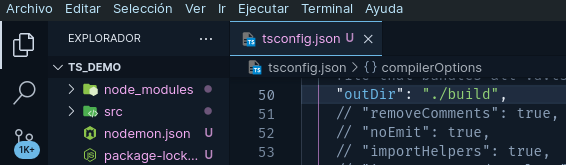 Archivo Editar Selección Ver Ir Ejecutar Terminal Ayuda
EXPLORADOR ...
tsconfig.json U
TS_DEMO
tsconfig.json > {} compilerOptions
node_modules
50 "outDir": "./build",
src
51 // "removeComments": true,
nodemon.json U
52 // "noEmit": true,
package-lock... U
53 // "importHelpers": true,
1K+